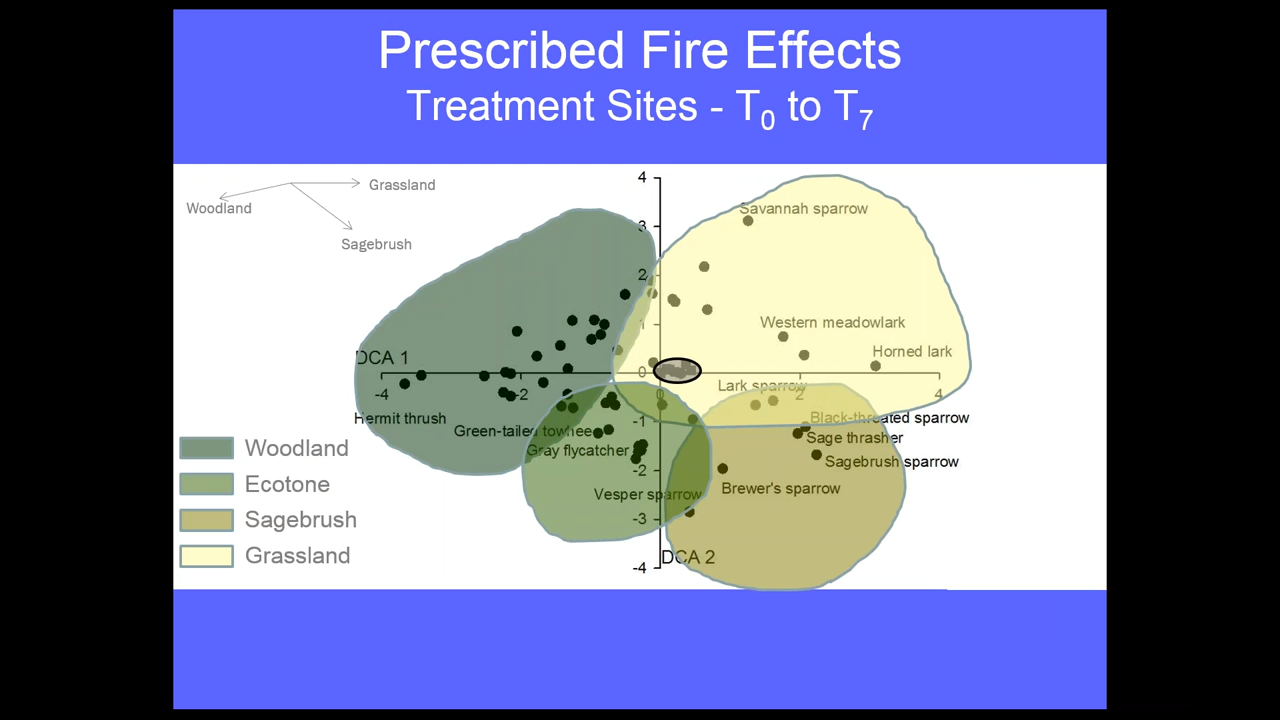 Prescribed Fire Effects
Treatment Sites - T0 to T7
4
Grassland
Woodland
Savannah sparrow
3
Sagebrush
2
1
Western meadowlark
Horned lark
DCA 1
0
-4
-2
0
Lark sparrow
2
4
Hermit thrush
-1
Black-throated sparrow
Green-tailed towhee
Sage thrasher
Woodland
Gray flycatcher
Sagebrush sparrow
-2
Ecotone
Vesper sparrow
Brewer's sparrow
Sagebrush
-3
Grassland
DCA 2
-4